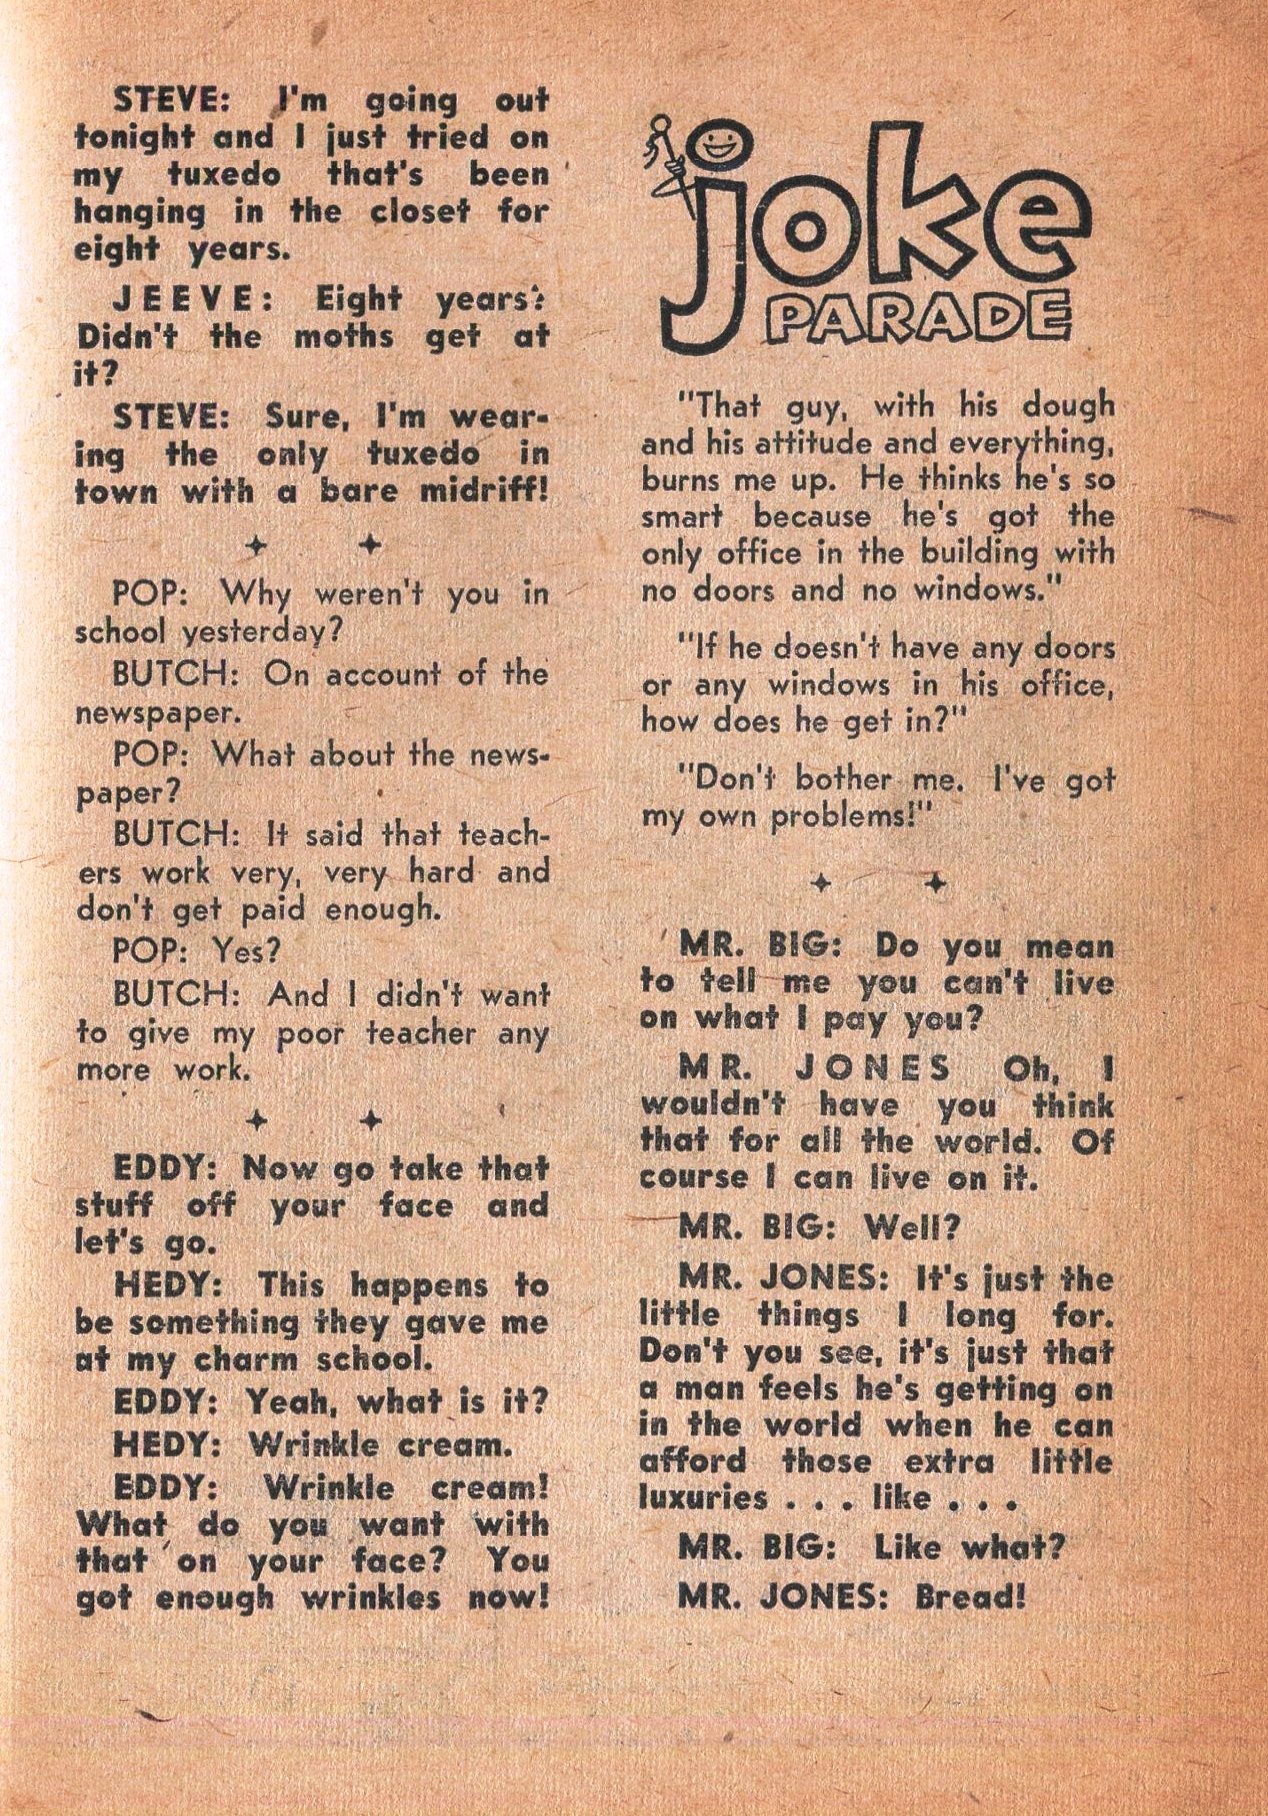 STEVE: I'm going out
tonight and I just tried on
my tuxedo that's been
hanging in the closet for
eight years.
JEEVE: Eight years?
Didn't the moths get at
it?
STEVE: Sure, I'm wear-
ing the only tuxedo in
town with a bare midriff!
POP: Why weren't you in
school yesterday?
BUTCH: On account of the
newspaper.
POP: What about the news-
paper?
BUTCH: It said that teach-
ers work very, very hard and
don't get paid enough.
POP: Yes?
BUTCH: And I didn't want
to give my poor teacher any
more work.
EDDY: Now go take that
stuff off your face and
let's go.
HEDY: This happens to
be something they gave me
at my charm school.
EDDY: Yeah, what is it?
HEDY: Wrinkle cream.
EDDY: Wrinkle cream!
What do you want with
that on your face? You
got enough wrinkles now!
joke
PARADE
"That guy, with his dough
and his attitude and everything,
burns me up. He thinks he's so
smart because he's got the
only office in the building with
no doors and no windows."
"If he doesn't have any doors
or any windows in his office,
how does he get in?"
"Don't bother me. I've got
my own problems!"
MR. BIG: Do you mean
to tell me you can't live
on what I pay you?
MR. JONES Oh, I
wouldn't have you think
that for all the world. Of
course I can live on it.
MR. BIG: Well?
MR. JONES: It's just the
little things I long for.
Don't you see, it's just that
a man feels he's getting on
in the world when he can
afford those extra little
luxuries . . . like . . .
MR. BIG: Like what?
MR. JONES: Bread!